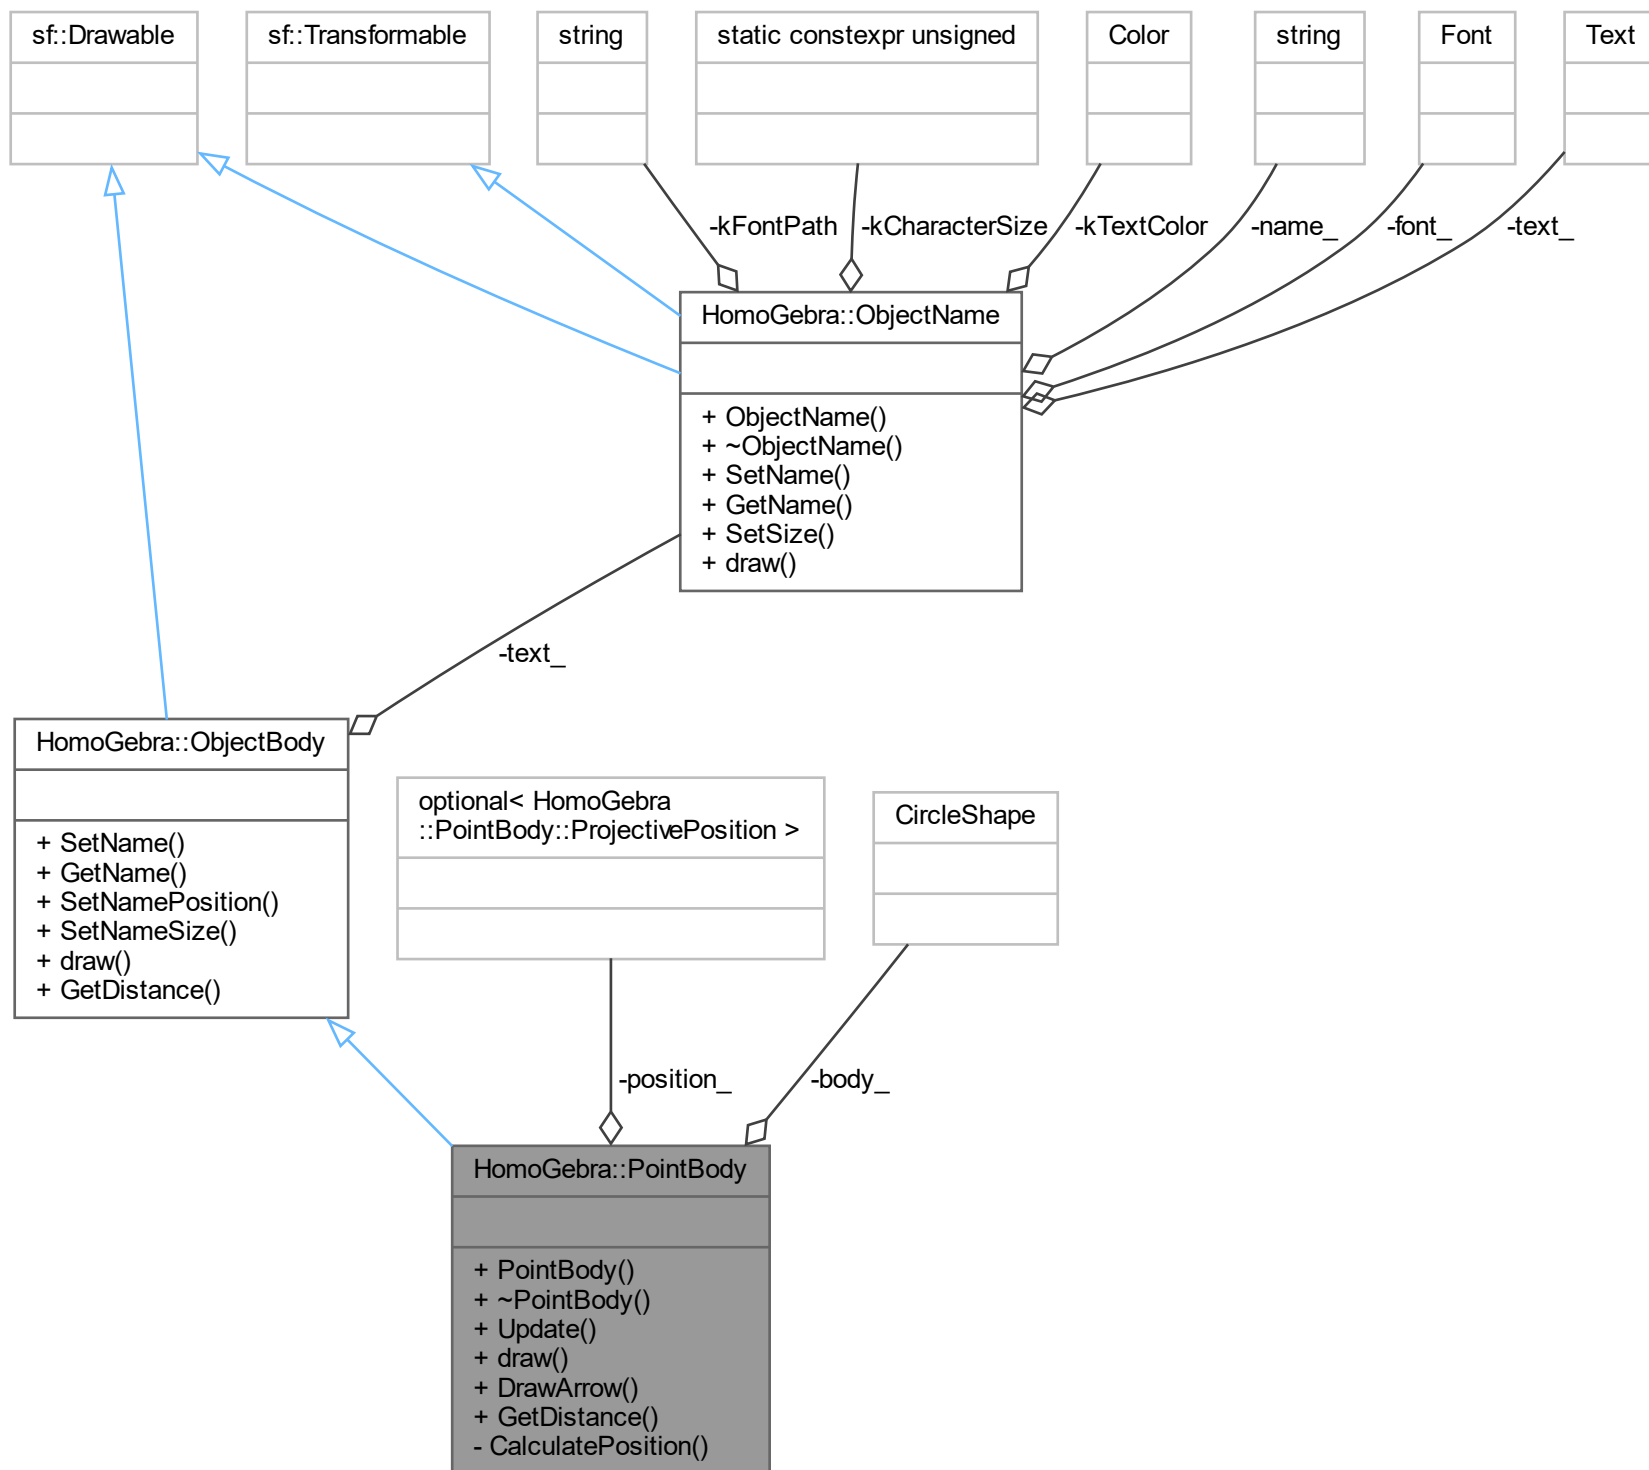 sf::Drawable
sf::Transformable
string
static constexpr unsigned
Color
string
Font
Text
-kFontPath
-kCharacterSize
-kTextColor
-name_
-font_
-text_
HomoGebra::ObjectName
+ ObjectName()
+ ~ObjectName()
+ SetName()
+ GetName()
+ SetSize()
+ draw()
-text_
HomoGebra::ObjectBody
+ SetName()
+ GetName()
+ SetNamePosition()
+ SetNameSize()
+ draw()
+ GetDistance()
optional< HomoGebra
::PointBody::ProjectivePosition >
CircleShape
-position_
-body_
HomoGebra::PointBody
+ PointBody()
+ ~PointBody()
+ Update()
+ draw()
+ DrawArrow()
+ GetDistance()
- CalculatePosition()